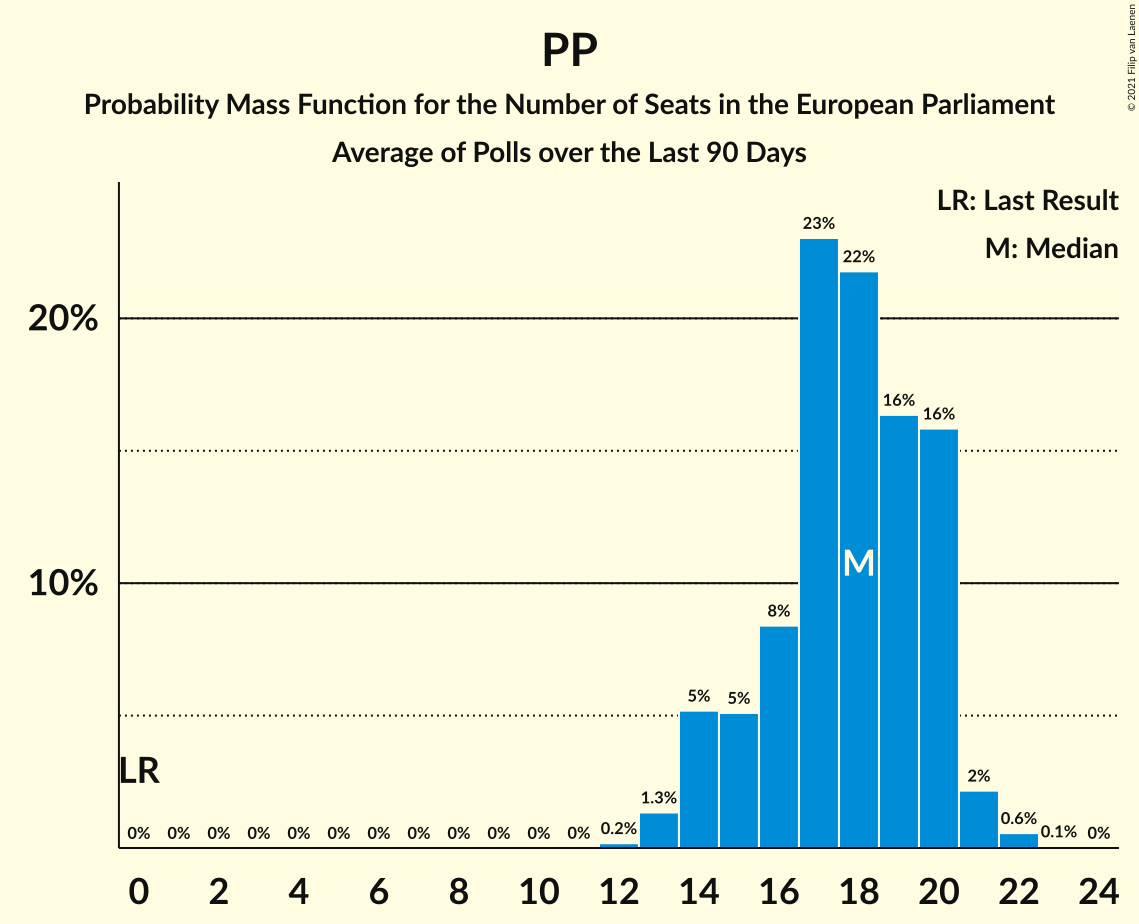 PP
Probability Mass Function for the Number of Seats in the European Parliament
Average of Polls over the Last 90 Days
© 2021 Filip van Laenen
LR: Last Result
M: Median
20%
10%
23%
22%
16%
16%
M
8%
5%
5%
LR
0% 0% 0% 0% 0% 0% 0% 0% 0% 0% 0% 0% 0.2% 1.3% 2% 0.6% 0.1% 0%
0 2 4 6 8 10 12 14 16 18 20 22 24